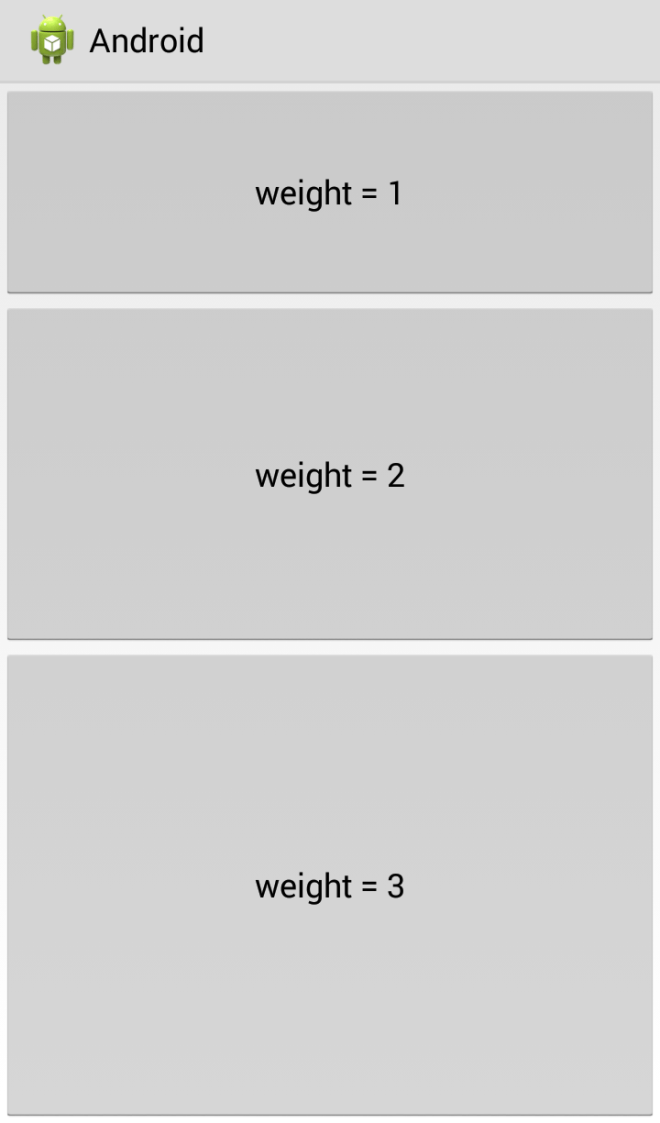 Android
weight = 1
weight = 2
weight = 3